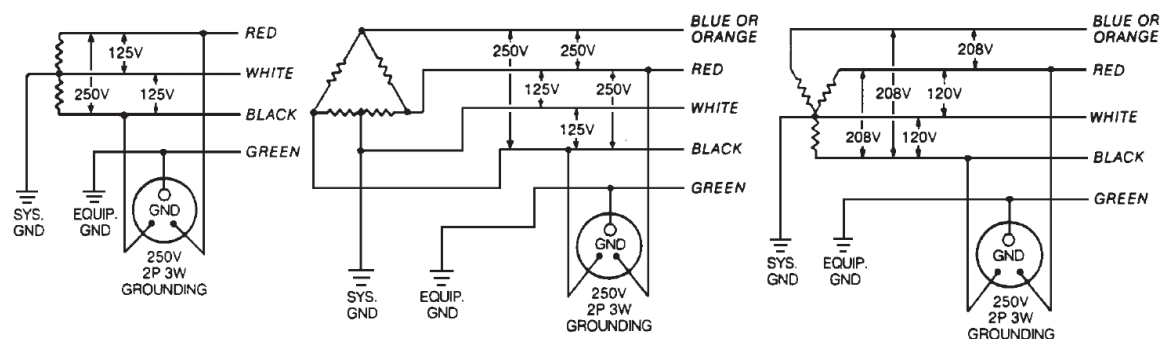 RED
125V
WHITE
250V
125V
BLACK
GREEN
GND
SYS.
GND
EQUIP.
GND
250V
2P 3W
GROUNDING
BLUE OR
ORANGE
250V
250V
RED
125V
250V
WHITE
125V
BLACK
GREEN
GND
SYS.
GND
EQUIP.
GND
250V
2P 3W
GROUNDING
BLUE OR
ORANGE
208V
RED
208V
120V
WHITE
208V
120V
BLACK
GREEN
GND
SYS.
GND
EQUIP.
GND
250V
2P 3W
GROUNDING